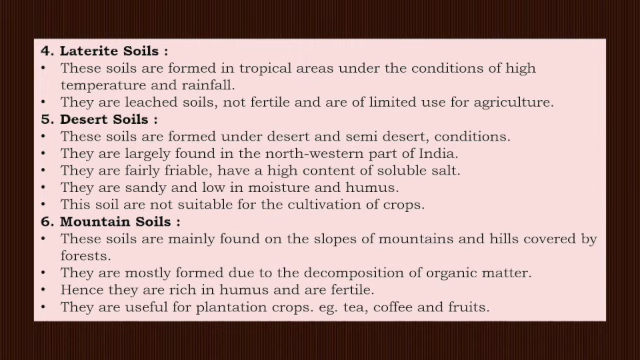 4. Laterite Soils :
• These soils are formed in tropical areas under the conditions of high
temperature and rainfall.
• They are leached soils, not fertile and are of limited use for agriculture.
5. Desert Soils :
• These soils are formed under desert and semi desert, conditions.
• They are largely found in the north-western part of India.
• They are fairly friable, have a high content of soluble salt.
• They are sandy and low in moisture and humus.
• This soil are not suitable for the cultivation of crops.
6. Mountain Soils :
• These soils are mainly found on the slopes of mountains and hills covered by
forests.
• They are mostly formed due to the decomposition of organic matter.
• Hence they are rich in humus and are fertile.
• They are useful for plantation crops. eg. tea, coffee and fruits.